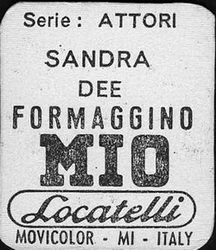 Serie: ATTORI
SANDRA
DEE
FORMAGGINO
MIO
Locatelli
MOVICOLOR - MI - ITALY